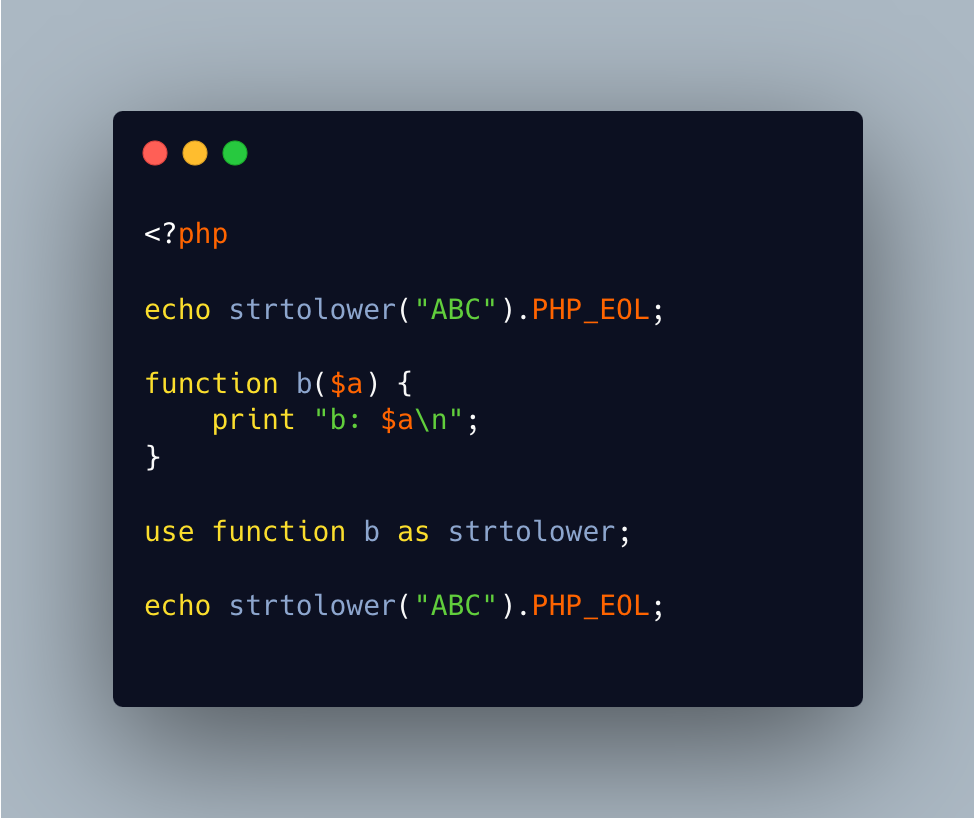 <?php
echo strtolower("ABC").PHP_EOL;
function b($a) {
    print "b: $a\n";
}
use function b as strtolower;
echo strtolower("ABC").PHP_EOL;